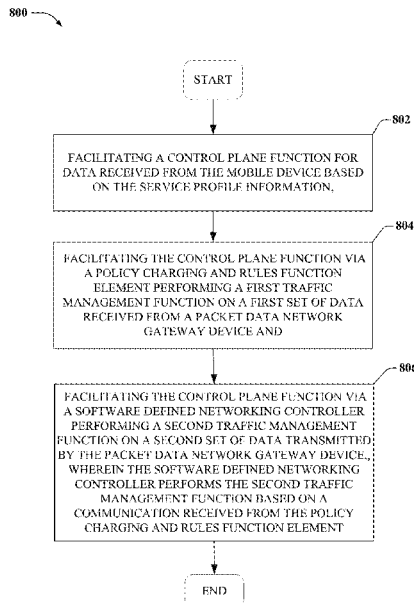 800
START
802
FACILITATING A CONTROL PLANE FUNCTION FOR
DATA RECEIVED FROM THE MOBILE DEVICE BASED
ON THE SERVICE PROFILE INFORMATION,
804
FACILITATING THE CONTROL PLANE FUNCTION VIA
A POLICY CHARGING AND RULES FUNCTION
ELEMENT PERFORMING A FIRST TRAFFIC
MANAGEMENT FUNCTION ON A FIRST SET OF DATA
RECEIVED FROM A PACKET DATA NETWORK
GATEWAY DEVICE AND
FACILITATING THE CONTROL PLANE FUNCTION VIA
A SOFTWARE DEFINED NETWORKING CONTROLLER
PERFORMING A SECOND TRAFFIC MANAGEMENT
FUNCTION ON A SECOND SET OF DATA TRANSMITTED
BY THE PACKET DATA NETWORK GATEWAY DEVICE,,
WHEREIN THE SOFTWARE DEFINED NETWORKING
CONTROLLER PERFORMS THE SECOND TRAFFIC
MANAGEMENT FUNCTION BASED ON A
COMMUNICATION RECEIVED FROM THE POLICY
CHARGING AND RULES FUNCTION ELEMENT
END